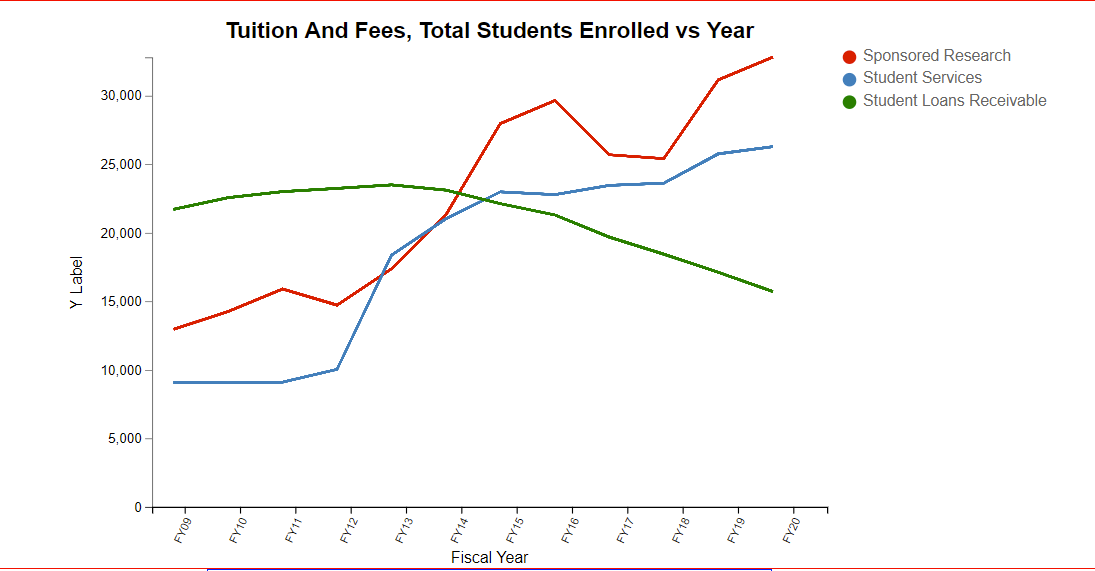 Tuition And Fees, Total Students Enrolled vs Year
Sponsored Research
Student Services
Student Loans Receivable
30,000
25,000
20,000
15,000
10,000
5,000
0
Y Label
FY09
FY10
FY11
FY12
FY13
FY14
FY15
FY16
FY17
FY18
FY19
FY20
Fiscal Year